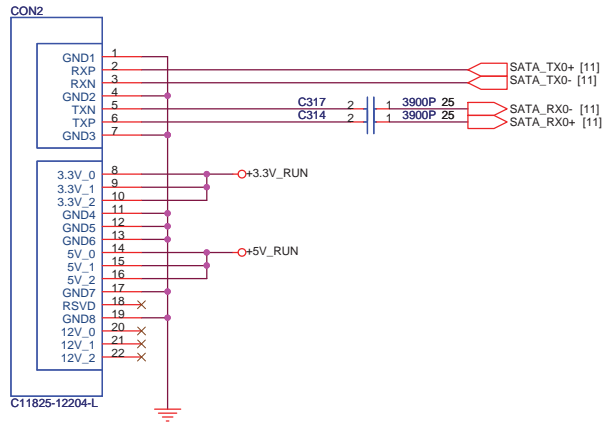 CON2
GND1 1
RXP 2 SATA_TX0+ [11]
RXN 3 SATA_TX0- [11]
GND2 4
TXN 5 C317 2 1 3900P 25 SATA_RX0- [11]
TXP 6 C314 2 1 3900P 25 SATA_RX0+ [11]
GND3 7
3.3V_0 8 +3.3V_RUN
3.3V_1 9
3.3V_2 10
GND4 11
GND5 12
GND6 13
5V_0 14 +5V_RUN
5V_1 15
5V_2 16
GND7 17
RSVD 18
GND8 19
12V_0 20
12V_1 21
12V_2 22
C11825-12204-L